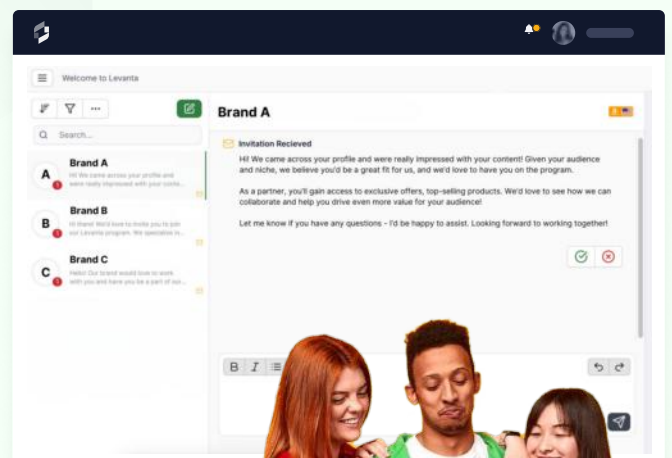 Welcome to Levanta
Search...
Brand A
Hi! We came across your profile and
were really impressed with your conte...
A
1
Brand B
Hi there! We'd love to invite you to join
our Levanta program. We specialize in...
B
1
Brand C
Hello! Our brand would love to work
with you and have you be a part of our...
C
1
Brand A
Invitation Recieved
Hi! We came across your profile and were really impressed with your content! Given your audience
and niche, we believe you'd be a great fit for us, and we'd love to have you on the program.
As a partner, you'll gain access to exclusive offers, top-selling products. We'd love to see how we can
collaborate and help you drive even more value for your audience!
Let me know if you have any questions - I'd be happy to assist. Looking forward to working together!
B I